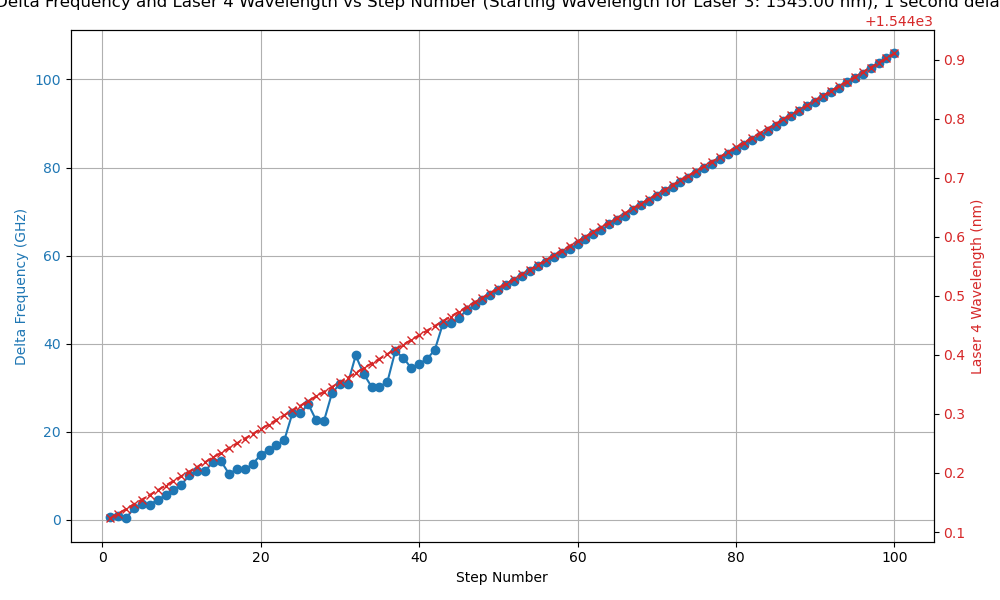 Delta Frequency and Laser 4 Wavelength vs Step Number (Starting Wavelength for Laser 3: 1545.00 nm), 1 second dela
+1.544e3
100
80
60
40
20
0
Delta Frequency (GHz)
0.9
0.8
0.7
0.6
0.5
0.4
0.3
0.2
0.1
Laser 4 Wavelength (nm)
0 20 40 60 80 100
Step Number